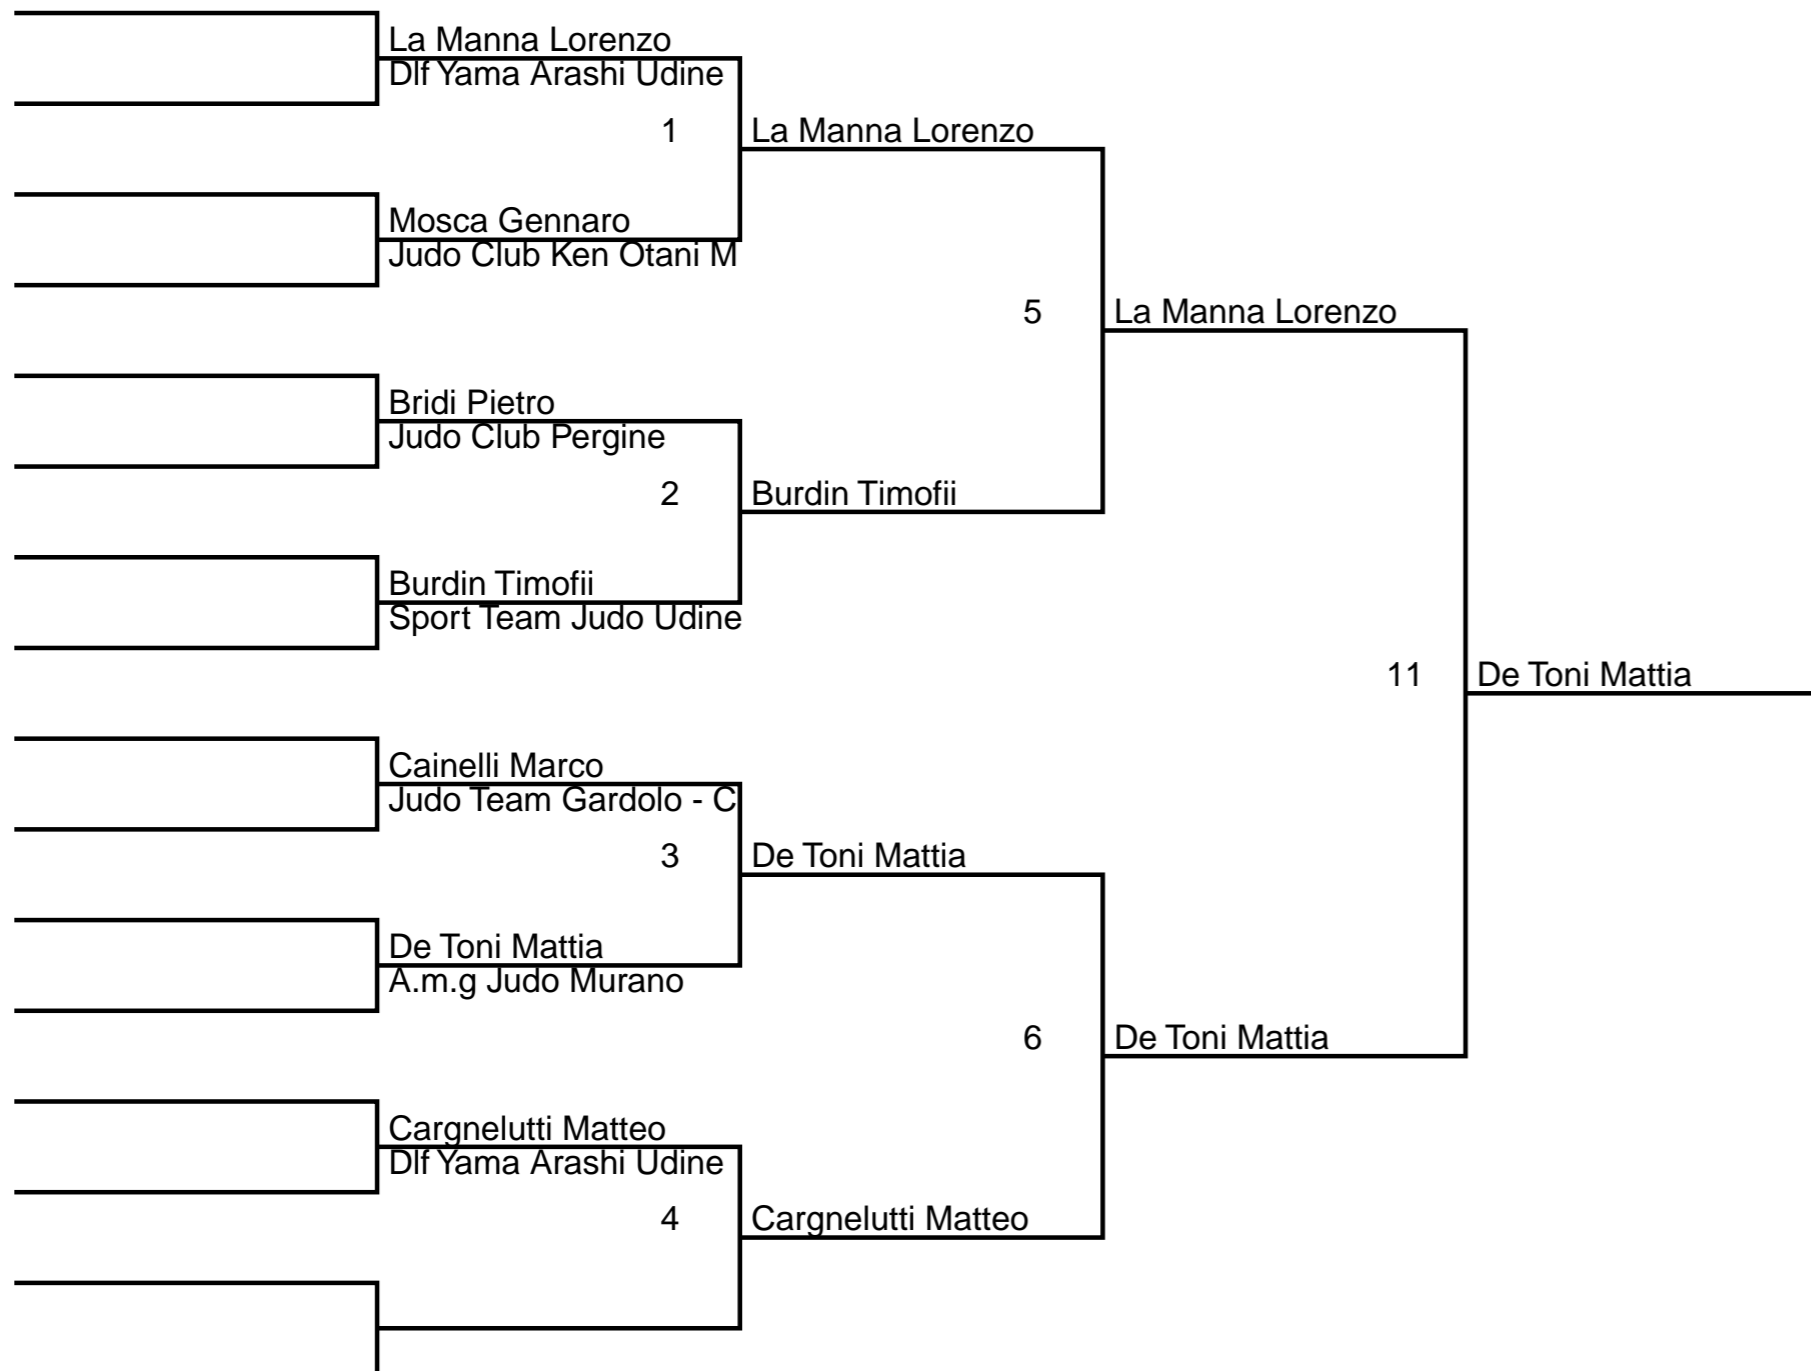 La Manna Lorenzo
Dlf Yama Arashi Udine
1
La Manna Lorenzo
Mosca Gennaro
Judo Club Ken Otani M
5
La Manna Lorenzo
Bridi Pietro
Judo Club Pergine
2
Burdin Timofii
Burdin Timofii
Sport Team Judo Udine
11
De Toni Mattia
Cainelli Marco
Judo Team Gardolo - C
3
De Toni Mattia
De Toni Mattia
A.m.g Judo Murano
6
De Toni Mattia
Cargnelutti Matteo
Dlf Yama Arashi Udine
4
Cargnelutti Matteo